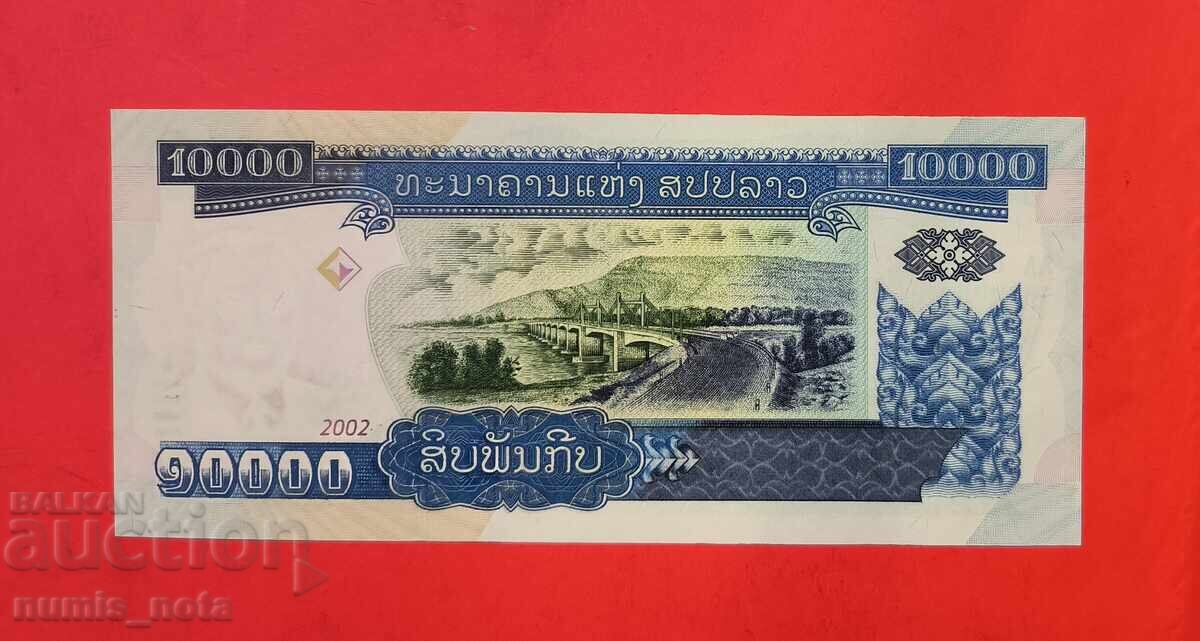 10000
ທະນາຄານແຫ່ງ ສປປລາວ
10000
2002
໑໐໐໐໐
ສິບພັນກີບ
BALKAN
auction
numis_nota